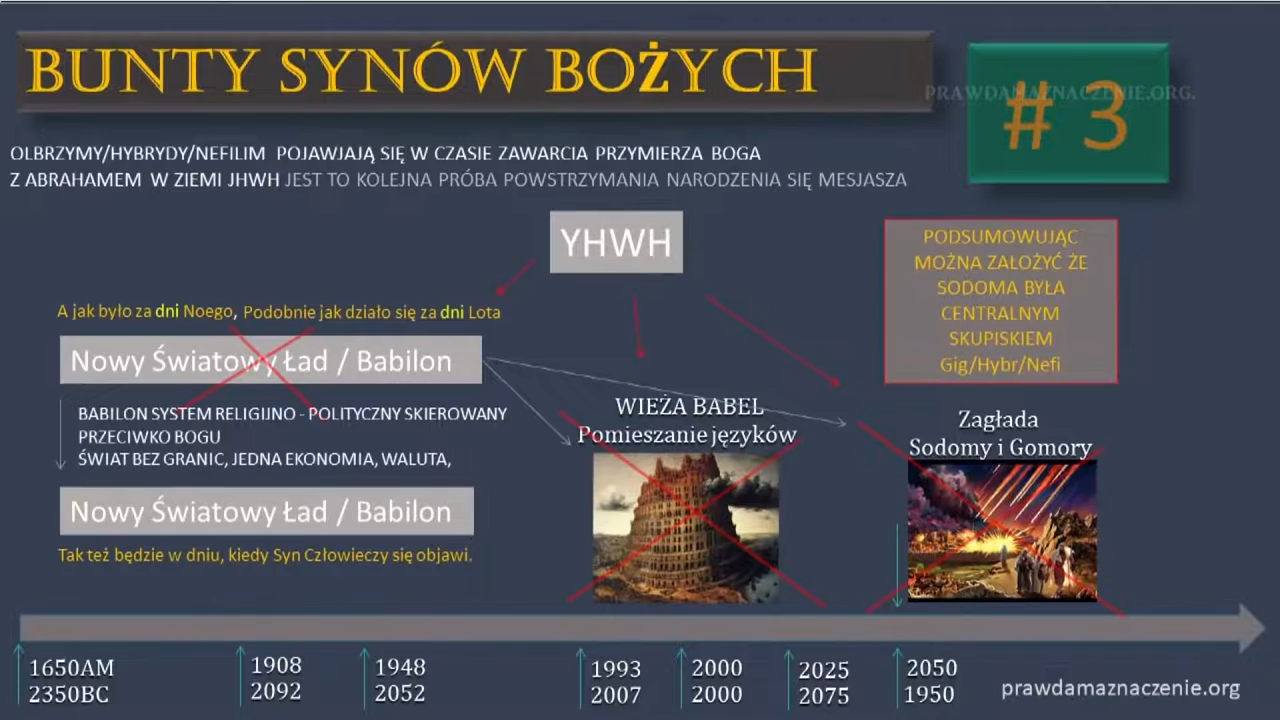 BUNTY SYNÓW BOŻYCH
PRAWDAMAZNACZENIE.ORG.
# 3
OLBRZYMY/HYBRYDY/NEFILIM POJAWJAJĄ SIĘ W CZASIE ZAWARCIA PRZYMIERZA BOGA
Z ABRAHAMEM W ZIEMI JHWH JEST TO KOLEJNA PRÓBA POWSTRZYMANIA NARODZENIA SIĘ MESJASZA
YHWH
PODSUMOWUJĄC
MOŻNA ZAŁOŻYĆ ŻE
SODOMA BYŁA
CENTRALNYM
SKUPISKIEM
Gig/Hybr/Nefi
A jak było za dni Noego, Podobnie jak działo się za dni Lota
Nowy Światowy Ład / Babilon
BABILON SYSTEM RELIGIJNO - POLITYCZNY SKIEROWANY
PRZECIWKO BOGU
ŚWIAT BEZ GRANIC, JEDNA EKONOMIA, WALUTA,
Nowy Światowy Ład / Babilon
Tak też będzie w dniu, kiedy Syn Człowieczy się objawi.
WIEŻA BABEL
Pomieszanie języków
Zagłada
Sodomy i Gomory
1650AM
2350BC
1908
2092
1948
2052
1993
2007
2000
2000
2025
2075
2050
1950
prawdamaznaczenie.org